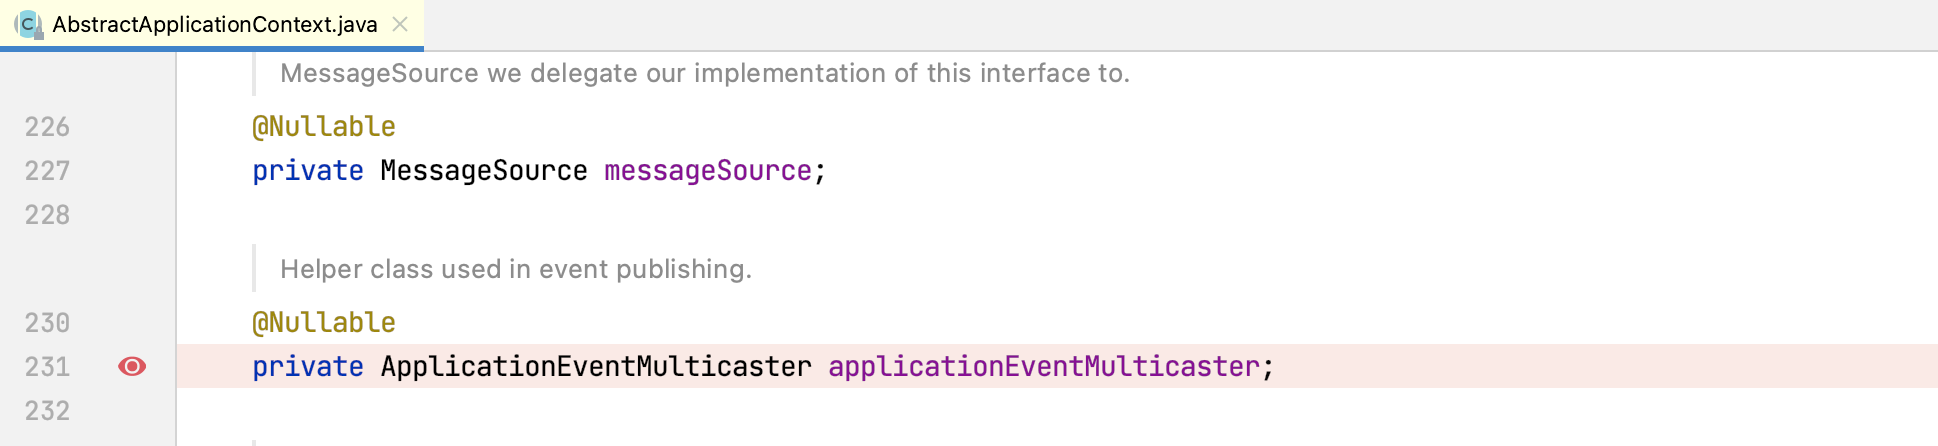 AbstractApplicationContext.java
MessageSource we delegate our implementation of this interface to.
226 @Nullable
227 private MessageSource messageSource;
228
Helper class used in event publishing.
230 @Nullable
231 private ApplicationEventMulticaster applicationEventMulticaster;
232